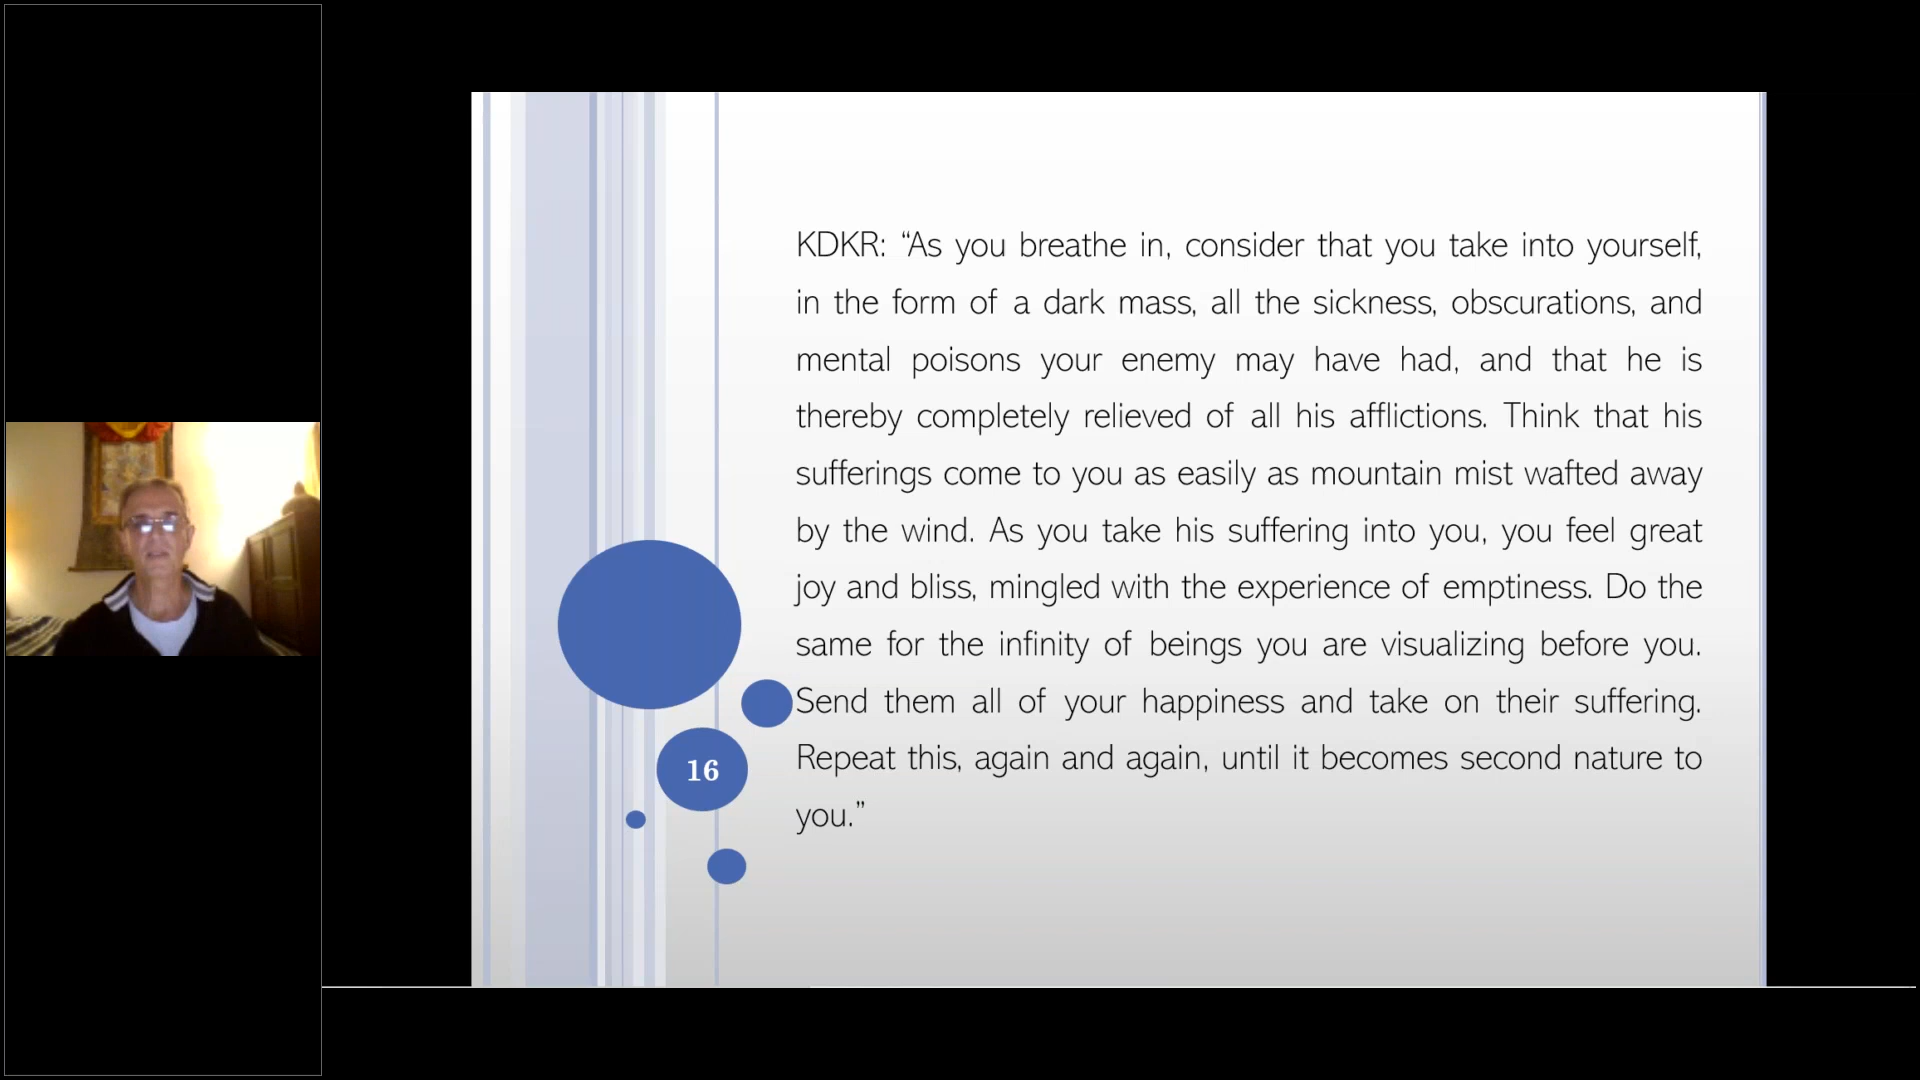 KDKR: “As you breathe in, consider that you take into yourself,
in the form of a dark mass, all the sickness, obscurations, and
mental poisons your enemy may have had, and that he is
thereby completely relieved of all his afflictions. Think that his
sufferings come to you as easily as mountain mist wafted away
by the wind. As you take his suffering into you, you feel great
joy and bliss, mingled with the experience of emptiness. Do the
same for the infinity of beings you are visualizing before you.
Send them all of your happiness and take on their suffering.
Repeat this, again and again, until it becomes second nature to
you.”
16